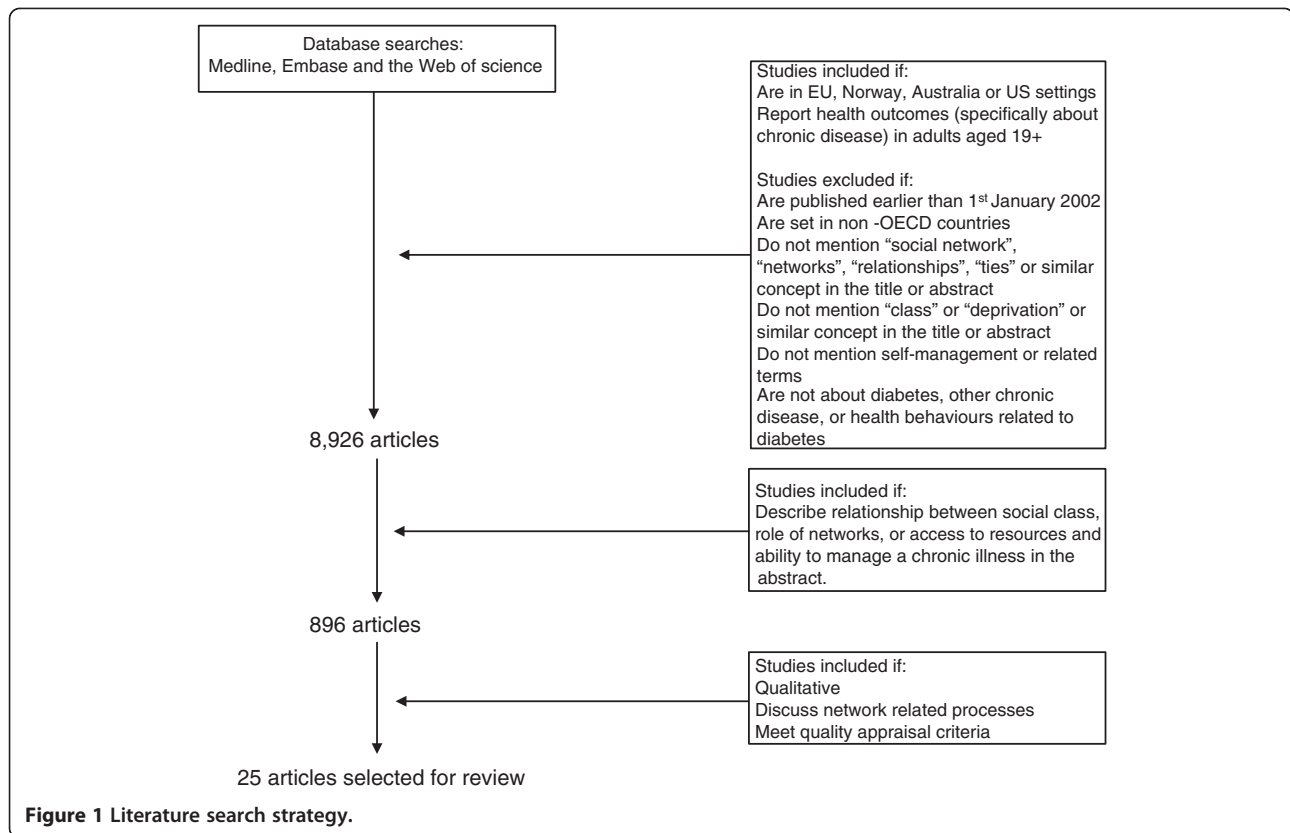 Database searches:
Medline, Embase and the Web of science
Studies included if:
Are in EU, Norway, Australia or US settings
Report health outcomes (specifically about
chronic disease) in adults aged 19+
Studies excluded if:
Are published earlier than 1st January 2002
Are set in non -OECD countries
Do not mention “social network”,
“networks”, “relationships”, “ties” or similar
concept in the title or abstract
Do not mention “class” or “deprivation” or
similar concept in the title or abstract
Do not mention self-management or related
terms
Are not about diabetes, other chronic
disease, or health behaviours related to
diabetes
8,926 articles
Studies included if:
Describe relationship between social class,
role of networks, or access to resources and
ability to manage a chronic illness in the
abstract.
896 articles
Studies included if:
Qualitative
Discuss network related processes
Meet quality appraisal criteria
25 articles selected for review
Figure 1 Literature search strategy.